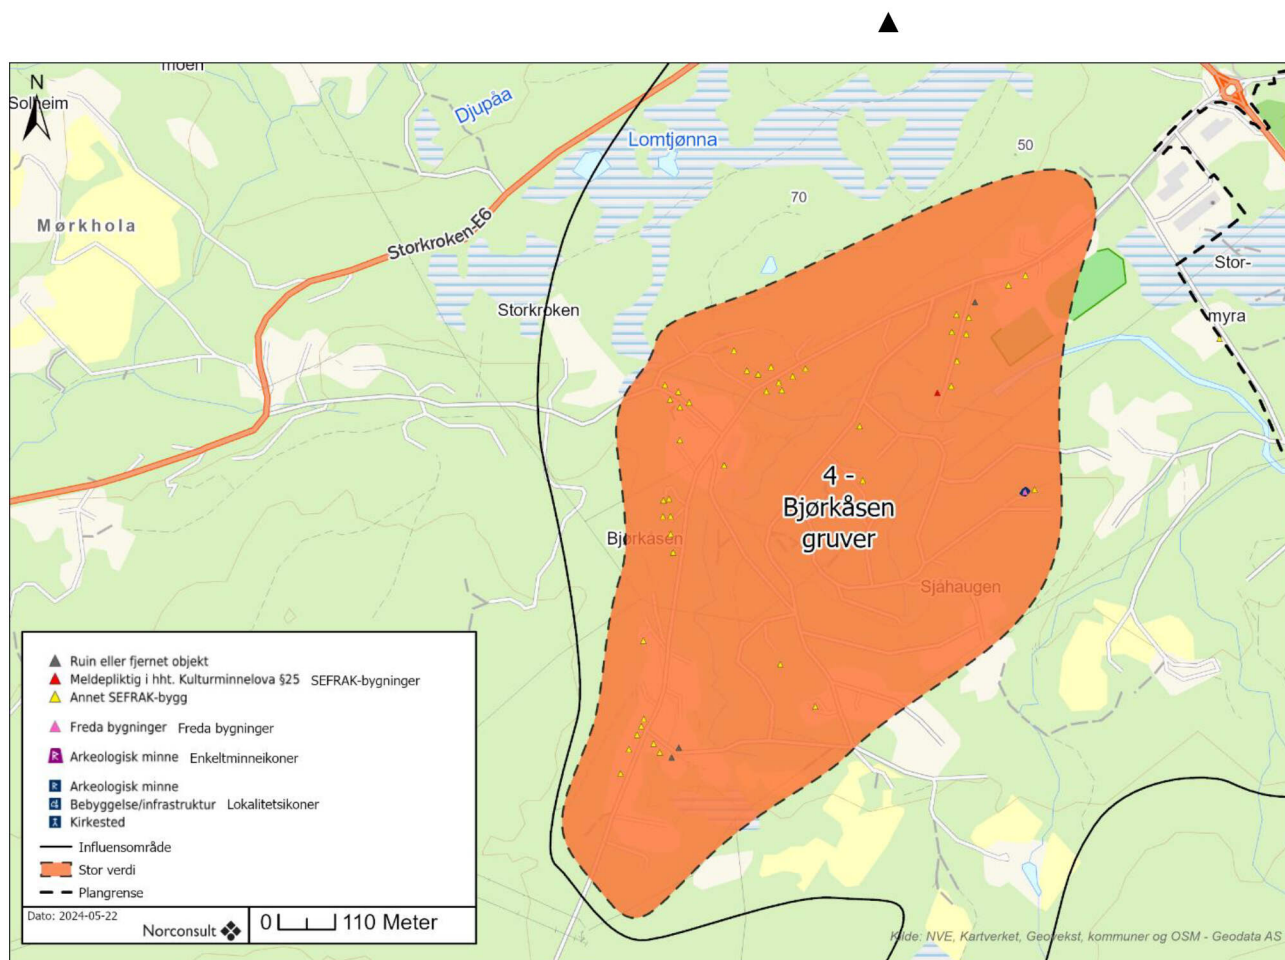 moen
N
Solheim
Djupåa
Lomtjønna
50
70
Mørkhola
Storkroken-E6
Stor-
myra
Storkroken
4 -
Bjørkåsen
gruver
Bjørkåsen
Sjåhaugen
Ruin eller fjernet objekt
Meldepliktig i hht. Kulturminnelova §25 SEFRAK-bygninger
Annet SEFRAK-bygg
Freda bygninger Freda bygninger
R Arkeologisk minne Enkeltminneikoner
R Arkeologisk minne
Bebyggelse/infrastruktur Lokalitetsikoner
Kirkested
Influensområde
Stor verdi
Plangrense
Dato: 2024-05-22
Norconsult
0 110 Meter
Kilde: NVE, Kartverket, Geovekst, kommuner og OSM - Geodata AS